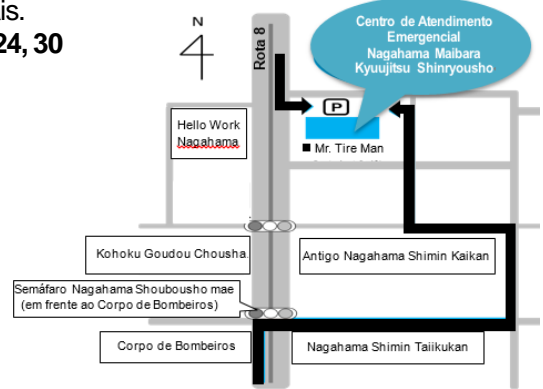 is.
24, 30
N
Rota 8
Centro de Atendimento
Emergencial
Nagahama Maibara
Kyuujitsu Shinryousho
P
Hello Work
Nagahama
Mr. Tire Man
Kohoku Goudou Chousha.
Antigo Nagahama Shimin Kaikan
Semáfaro Nagahama Shoubousho mae
(em frente ao Corpo de Bombeiros)
Corpo de Bombeiros
Nagahama Shimin Taiikukan